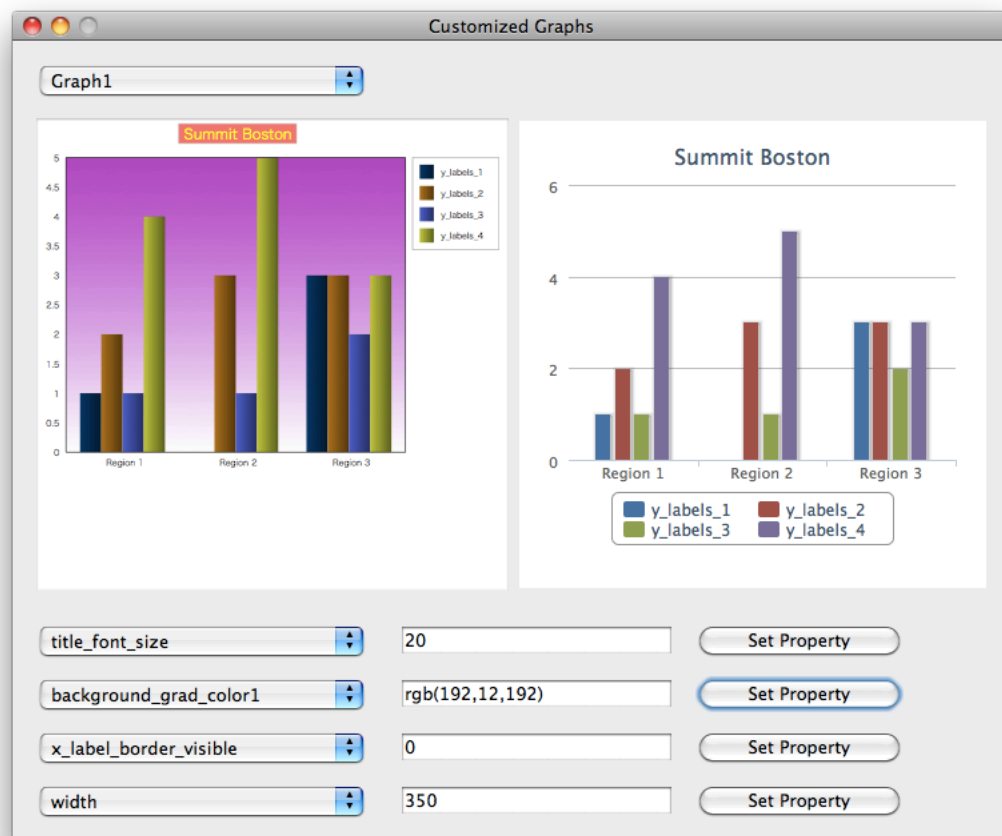 Customized Graphs
Graph1
Summit Boston
5
4.5
4
3.5
3
2.5
2
1.5
1
0.5
0
Region 1 Region 2 Region 3
y_labels_1
y_labels_2
y_labels_3
y_labels_4
Summit Boston
6
4
2
0
Region 1 Region 2 Region 3
y_labels_1 y_labels_2
y_labels_3 y_labels_4
title_font_size 20 Set Property
background_grad_color1 rgb(192,12,192) Set Property
x_label_border_visible 0 Set Property
width 350 Set Property